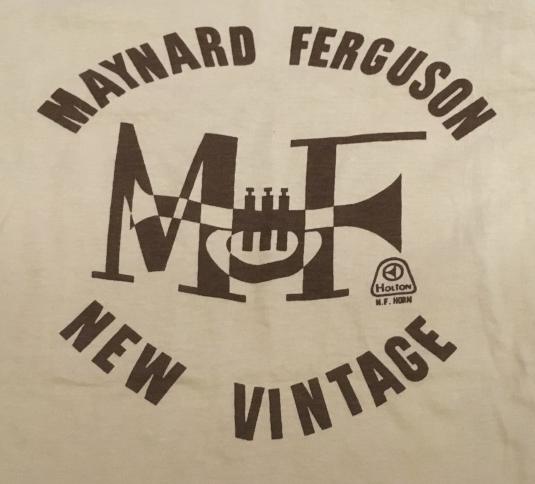 MAYNARD FERGUSON
MF
HOLTON
M.F. HORN
NEW VINTAGE